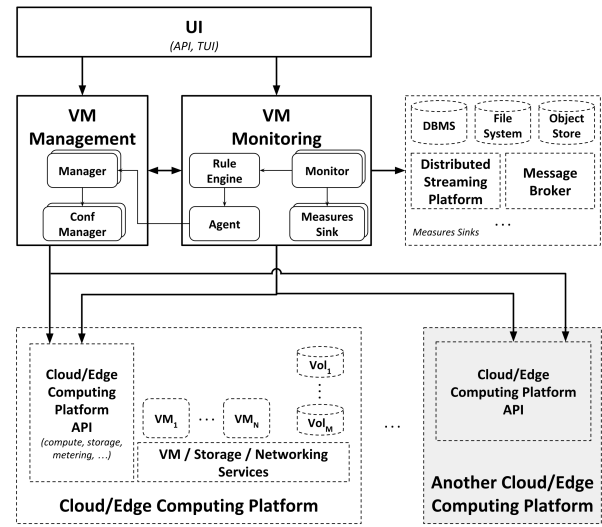 UI
(API, TUI)
VM
Management
Manager
Conf
Manager
VM
Monitoring
Rule
Engine
Monitor
Agent
Measures
Sink
DBMS
File
System
Object
Store
Distributed
Streaming
Platform
Message
Broker
...
Measures Sinks
Cloud/Edge
Computing
Platform
API
(compute, storage,
metering, ...)
VM1
...
VMN
Vol1
...
VolM
VM / Storage / Networking
Services
Cloud/Edge Computing Platform
...
Cloud/Edge
Computing Platform
API
Another Cloud/Edge
Computing Platform